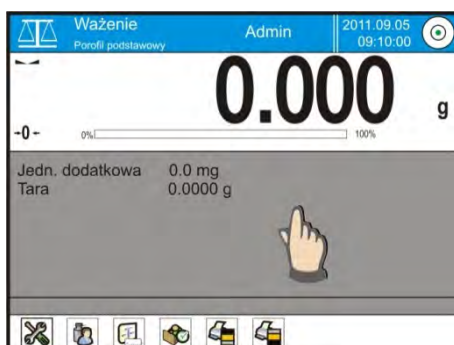 Ważenie
Porofil podstawowy
Admin
2011.09.05
09:10:00
0.000 g
→0←
0% 100%
Jedn. dodatkowa 0.0 mg
Tara 0.0000 g